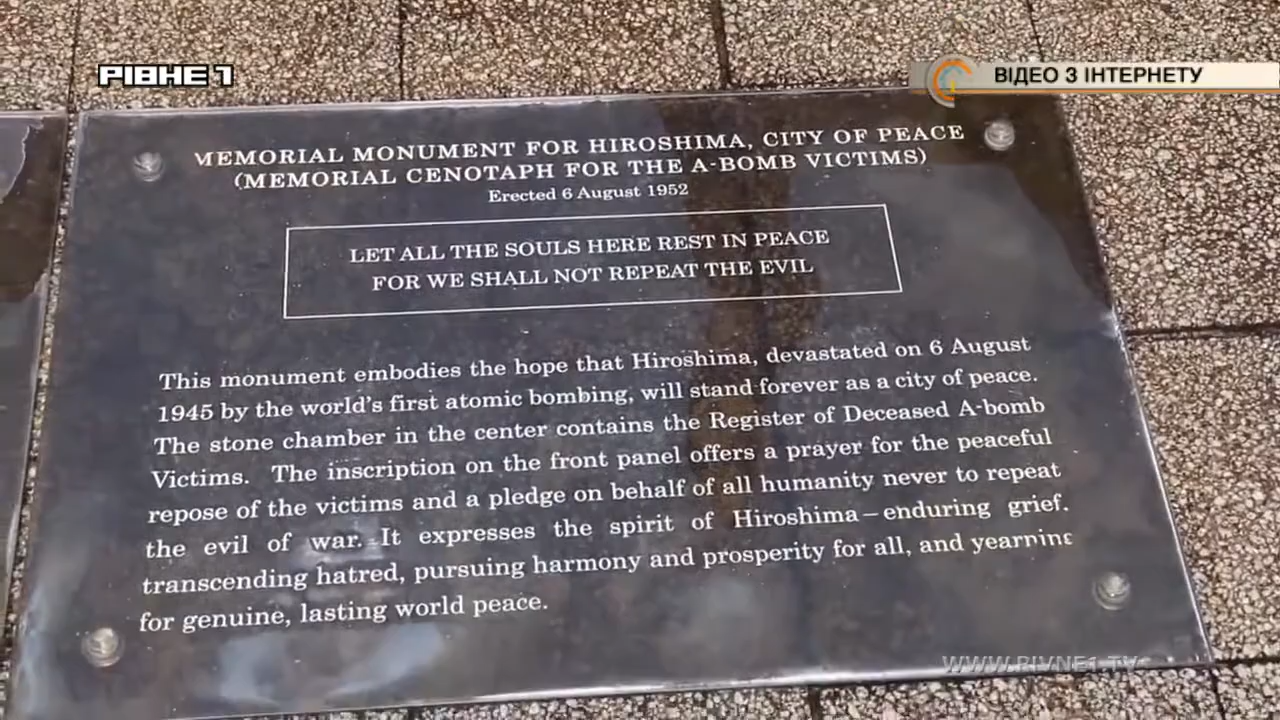 РІВНЕ 1
ВІДЕО З ІНТЕРНЕТУ
MEMORIAL MONUMENT FOR HIROSHIMA, CITY OF PEACE
(MEMORIAL CENOTAPH FOR THE A-BOMB VICTIMS)
Erected 6 August 1952
LET ALL THE SOULS HERE REST IN PEACE
FOR WE SHALL NOT REPEAT THE EVIL
This monument embodies the hope that Hiroshima, devastated on 6 August
1945 by the world's first atomic bombing, will stand forever as a city of peace.
The stone chamber in the center contains the Register of Deceased A-bomb
Victims. The inscription on the front panel offers a prayer for the peaceful
repose of the victims and a pledge on behalf of all humanity never to repeat
the evil of war. It expresses the spirit of Hiroshima – enduring grief,
transcending hatred, pursuing harmony and prosperity for all, and yearning
for genuine, lasting world peace.
WWW.RIVNE1.TV